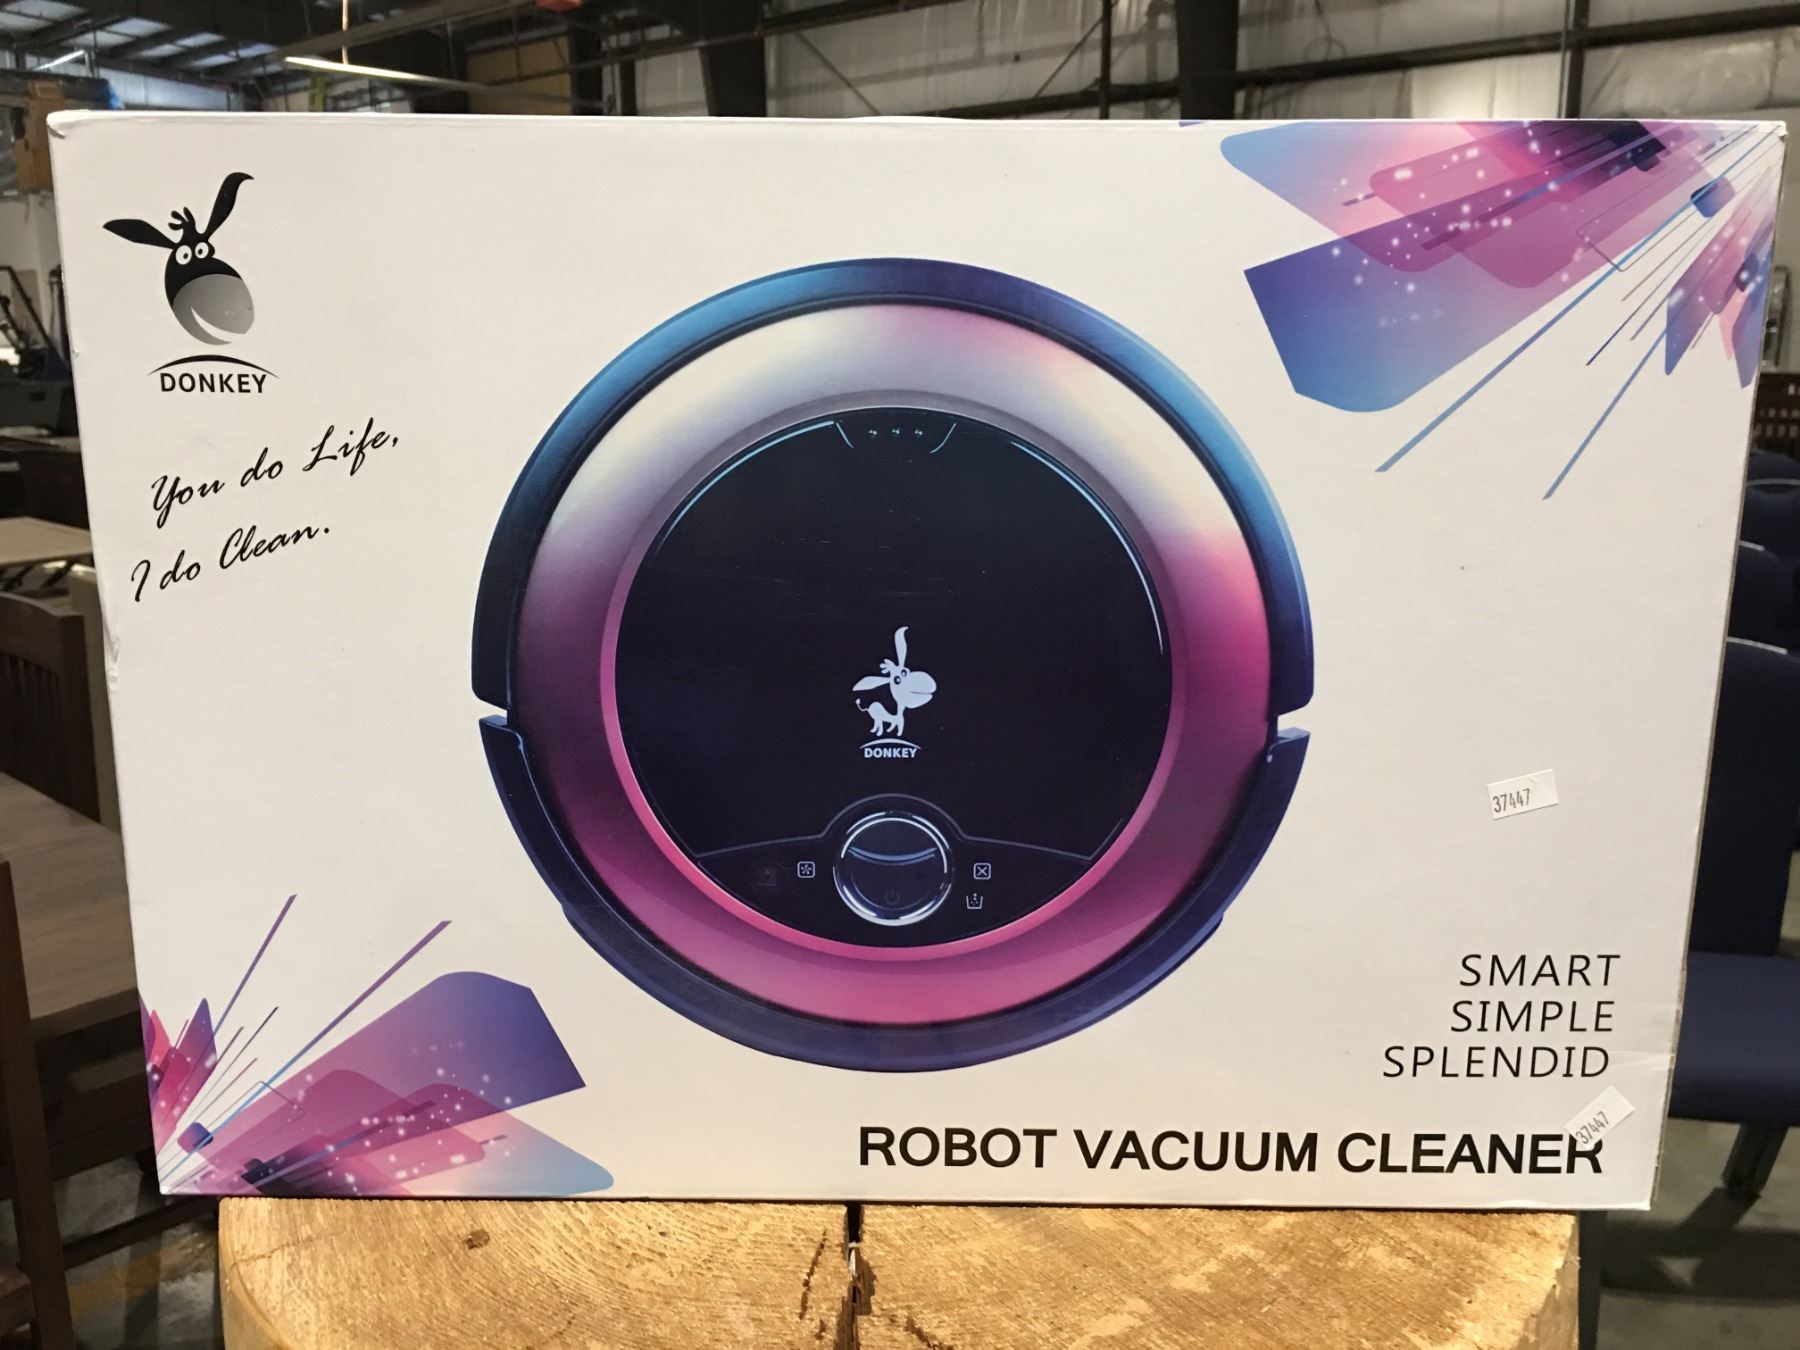 DONKEY
You do Life,
I do Clean.
DONKEY
37447
SMART
SIMPLE
SPLENDID
37447
ROBOT VACUUM CLEANER